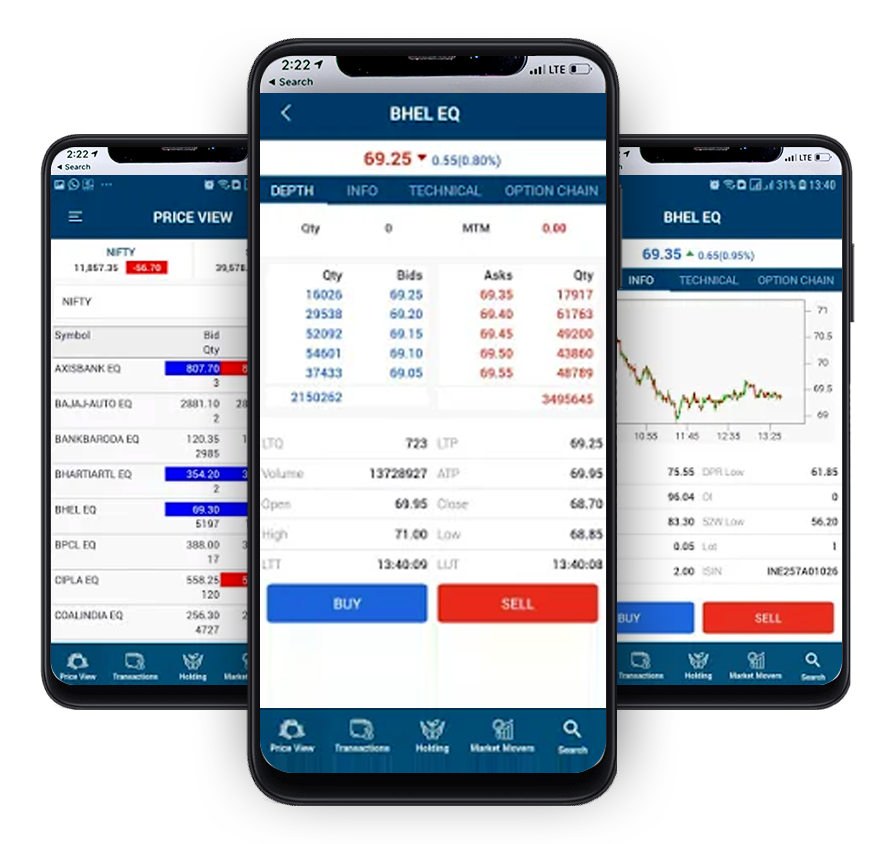 2:22
Search
PRICE VIEW
NIFTY
11,857.35 -56.70 39,578.
NIFTY
Symbol Bid
Qty
AXISBANK EQ 807.70 8
3
BAJAJ-AUTO EQ 2881.10 28
2
BANKBARODA EQ 120.35 1
2985
BHARTIARTL EQ 354.20 3
2
BHEL EQ 69.30
5197
BPCL EQ 388.00 3
17
CIPLA EQ 558.25 5
120
COALINDIA EQ 256.30 2
4727
Price View Transactions Holding Market
2:22 LTE
Search
BHEL EQ
69.25 0.55(0.80%)
DEPTH INFO TECHNICAL OPTION CHAIN
Qty 0 MTM 0.00
Qty Bids Asks Qty
16026 69.25 69.35 17917
29538 69.20 69.40 61763
52092 69.15 69.45 49200
54601 69.10 69.50 43860
37433 69.05 69.55 48789
2150262 3495645
LTQ 723 LTP 69.25
Volume 13728927 ATP 69.95
Open 69.95 Close 68.70
High 71.00 Low 68.85
LTT 13:40:09 LUT 13:40:08
BUY SELL
Price View Transactions Holding Market Movers Search
LTE
31% 13:40
BHEL EQ
69.35 0.65(0.95%)
INFO TECHNICAL OPTION CHAIN
71
70.5
70
69.5
69
10:55 11:45 12:35 13:25
75.55 DPR Low 61.85
96.04 OI 0
83.30 52W Low 56.20
0.05 Lot 1
2.00 ISIN INE257A01026
BUY SELL
Transactions Holding Market Movers Search